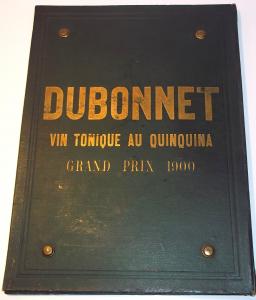 DUBONNET
VIN TONIQUE AU QUINQUINA
GRAND PRIX 1900